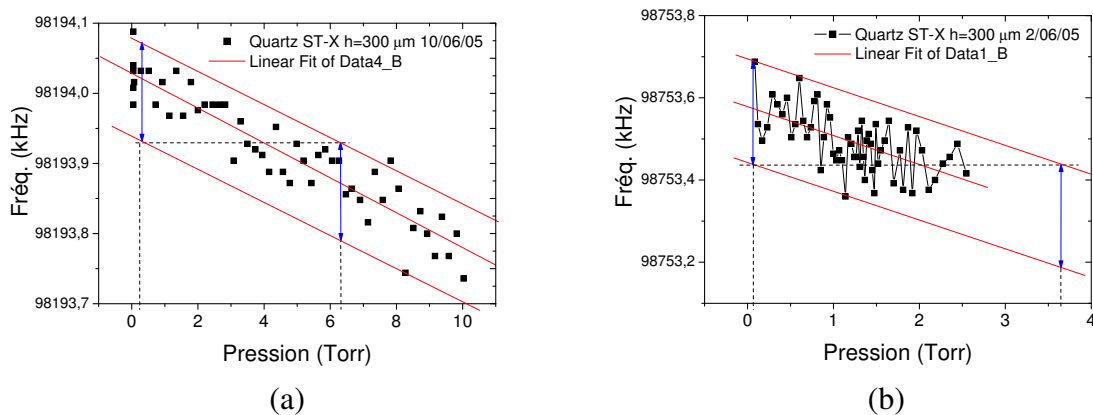 98194,1
98194,0
98193,9
98193,8
98193,7
Fréq. (kHz)
0 2 4 6 8 10
Pression (Torr)
Quartz ST-X h=300 µm 10/06/05
Linear Fit of Data4_B
(a)
98753,8
98753,6
98753,4
98753,2
Fréq. (kHz)
0 1 2 3 4
Pression (Torr)
Quartz ST-X h=300 µm 2/06/05
Linear Fit of Data1_B
(b)